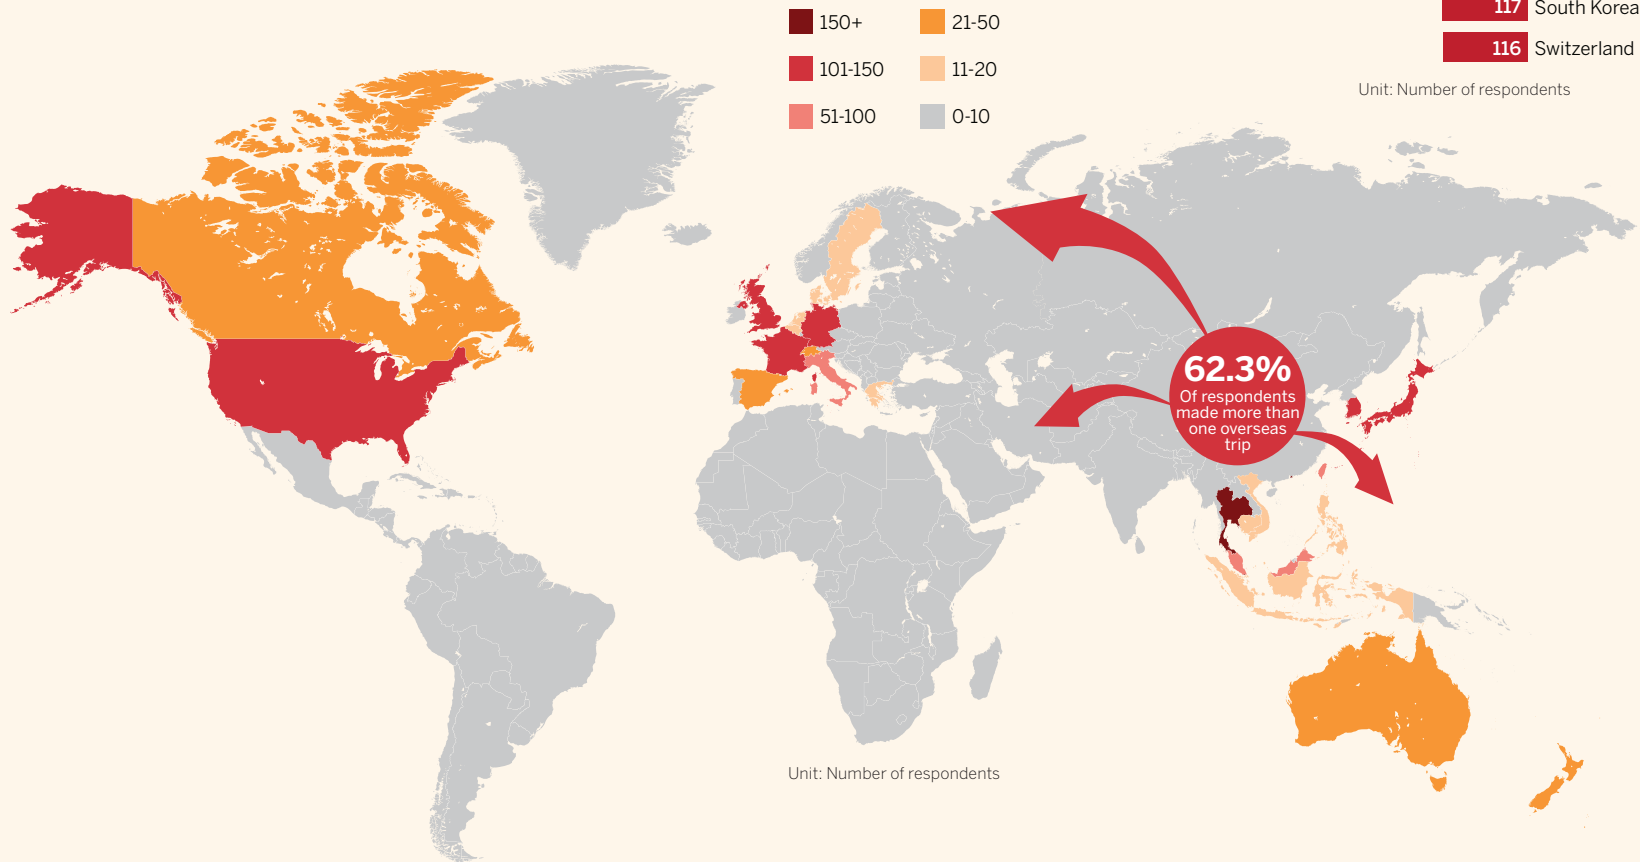 150+
21-50
101-150
11-20
51-100
0-10
117 South Korea
116 Switzerland
Unit: Number of respondents
62.3%
Of respondents
made more than
one overseas
trip
Unit: Number of respondents